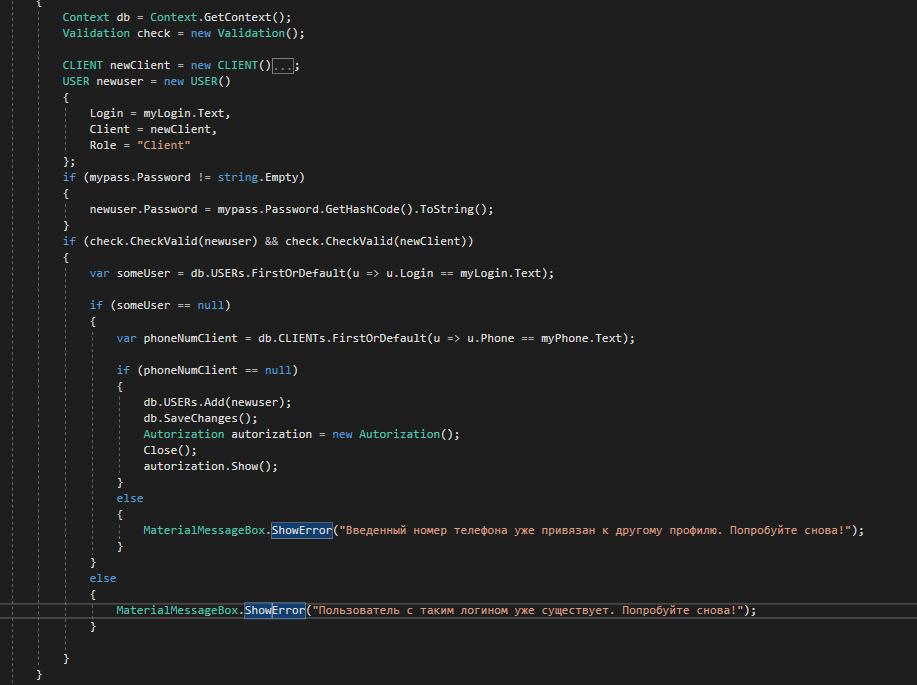 {
Context db = Context.GetContext();
Validation check = new Validation();
CLIENT newClient = new CLIENT()...;
USER newuser = new USER()
{
Login = myLogin.Text,
Client = newClient,
Role = "Client"
};
if (mypass.Password != string.Empty)
{
newuser.Password = mypass.Password.GetHashCode().ToString();
}
if (check.CheckValid(newuser) && check.CheckValid(newClient))
{
var someUser = db.USERs.FirstOrDefault(u => u.Login == myLogin.Text);
if (someUser == null)
{
var phoneNumClient = db.CLIENTs.FirstOrDefault(u => u.Phone == myPhone.Text);
if (phoneNumClient == null)
{
db.USERs.Add(newuser);
db.SaveChanges();
Autorization autorization = new Autorization();
Close();
autorization.Show();
}
else
{
MaterialMessageBox.ShowError("Введенный номер телефона уже привязан к другому профилю. Попробуйте снова!");
}
}
else
{
MaterialMessageBox.ShowError("Пользователь с таким логином уже существует. Попробуйте снова!");
}
}
}